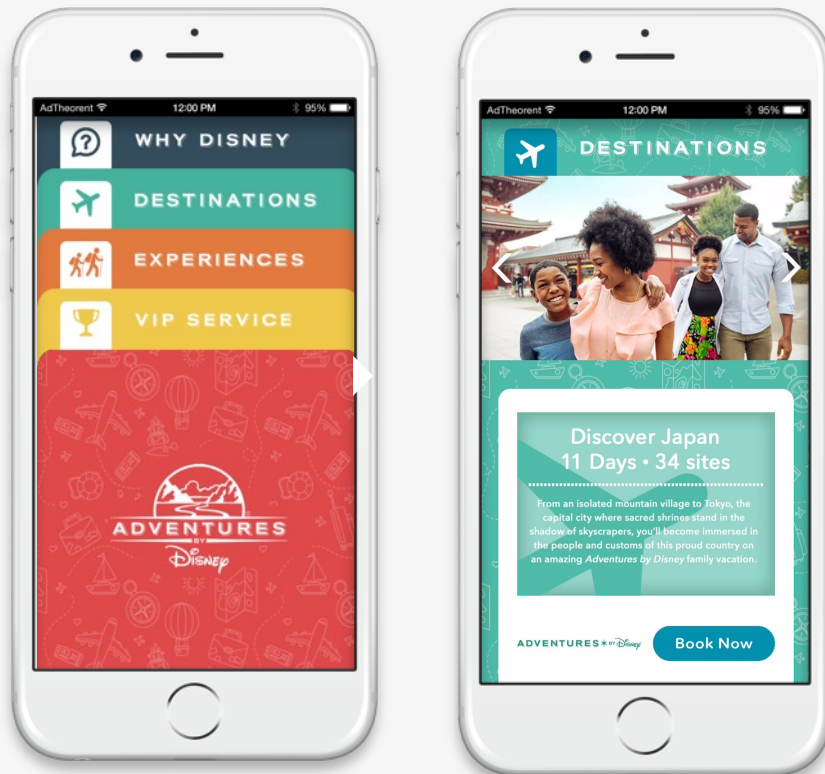 AdTheorent 12:00 PM 95%
WHY DISNEY
DESTINATIONS
EXPERIENCES
VIP SERVICE
ADVENTURES
BY
Disney
AdTheorent 12:00 PM 95%
DESTINATIONS
Discover Japan
11 Days • 34 sites
From an isolated mountain village to Tokyo, the
capital city where sacred shrines stand in the
shadow of skyscrapers, you'll become immersed in
the people and customs of this proud country on
an amazing Adventures by Disney family vacation.
ADVENTURES BY Disney
Book Now